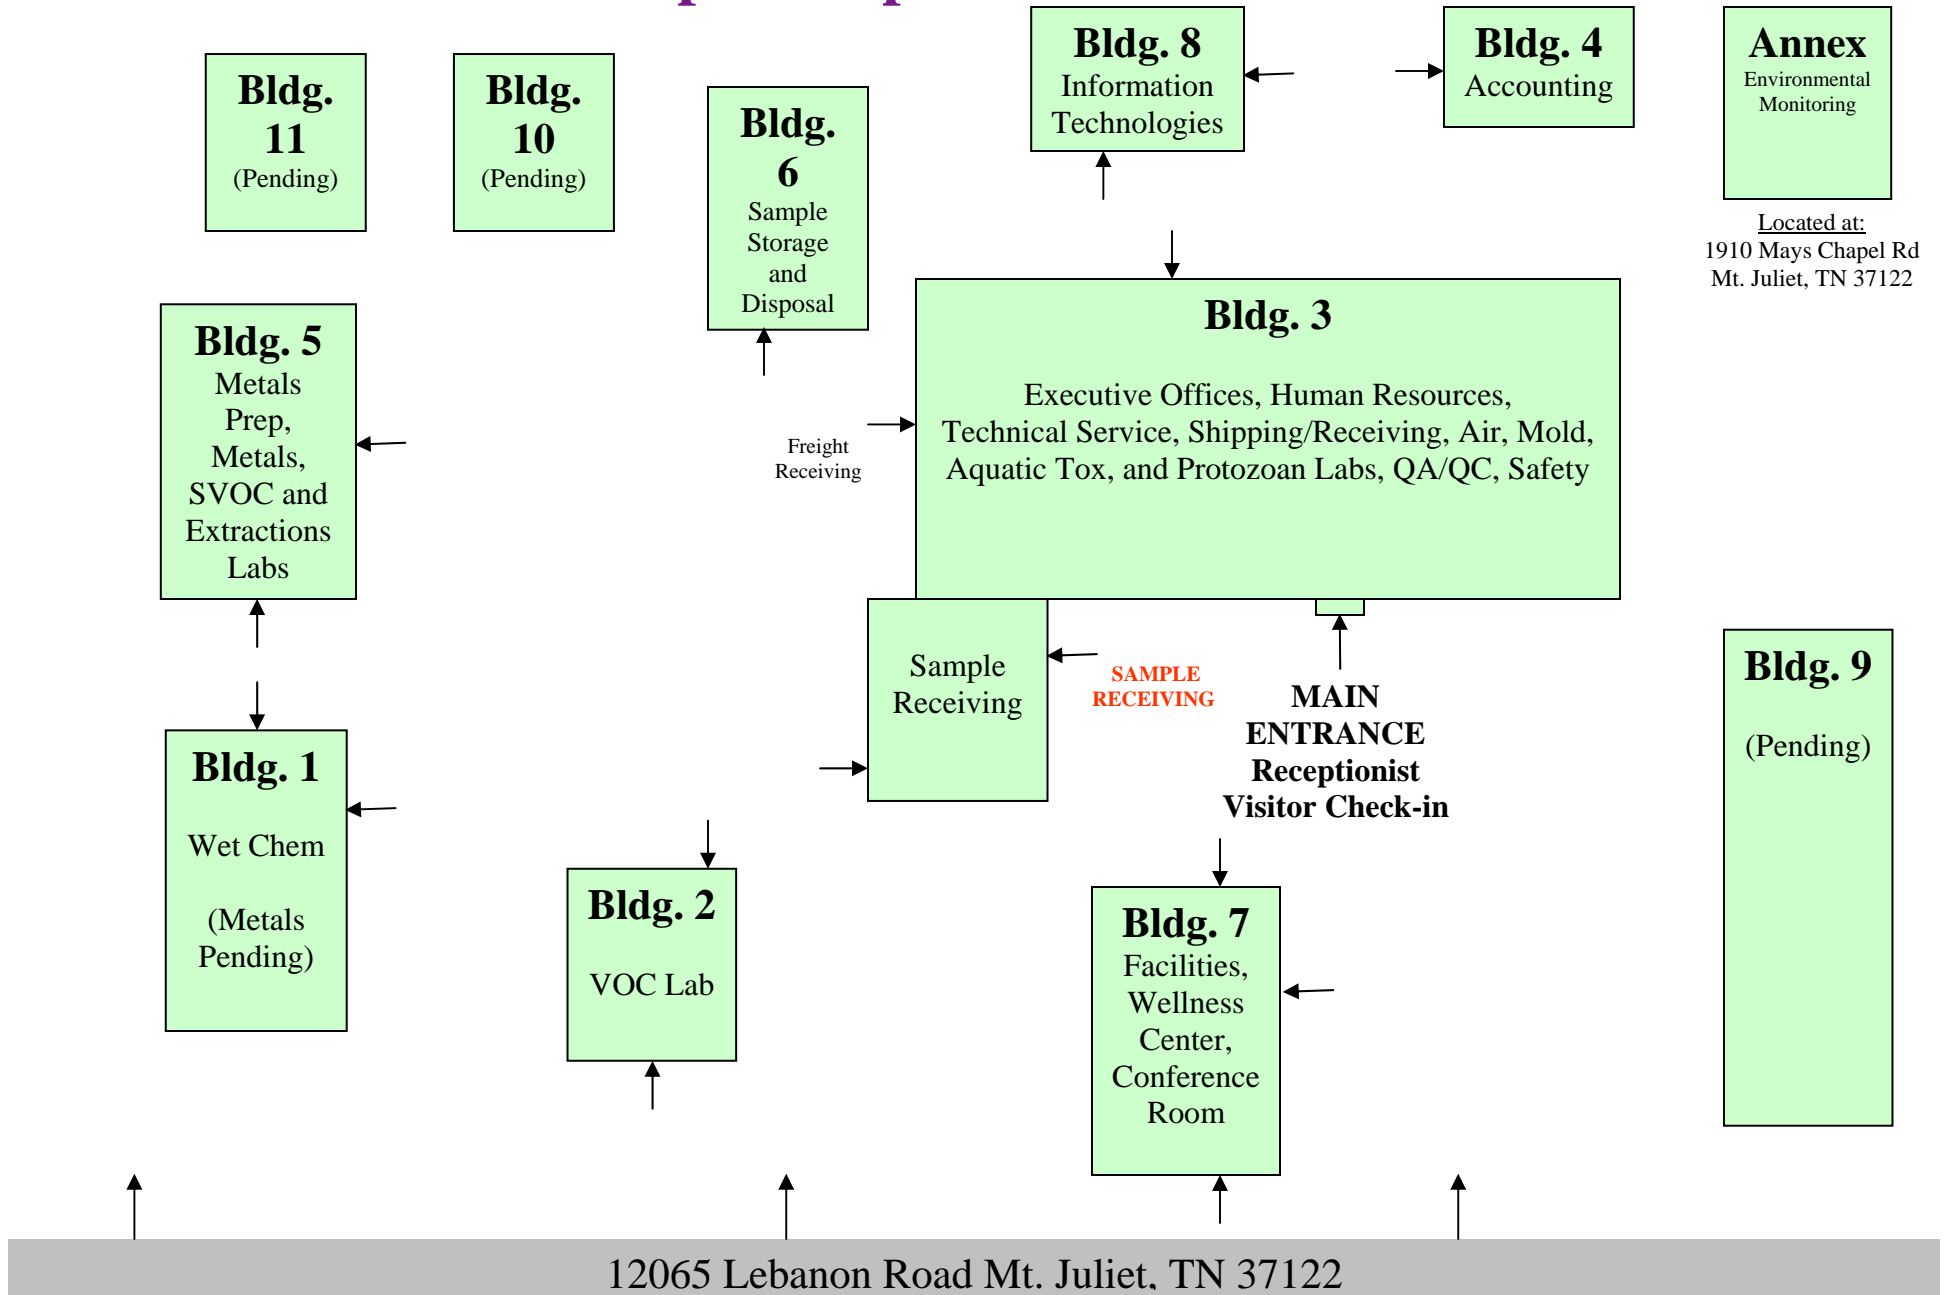 Bldg. 8
Information
Technologies
Bldg. 4
Accounting
Annex
Environmental
Monitoring
Located at:
1910 Mays Chapel Rd
Mt. Juliet, TN 37122
Bldg.
11
(Pending)
Bldg.
10
(Pending)
Bldg.
6
Sample
Storage
and
Disposal
Bldg. 3
Executive Offices, Human Resources,
Technical Service, Shipping/Receiving, Air, Mold,
Aquatic Tox, and Protozoan Labs, QA/QC, Safety
Bldg. 5
Metals
Prep,
Metals,
SVOC and
Extractions
Labs
Freight
Receiving
Sample
Receiving
SAMPLE
RECEIVING
MAIN
ENTRANCE
Receptionist
Visitor Check-in
Bldg. 9
(Pending)
Bldg. 1
Wet Chem
(Metals
Pending)
Bldg. 2
VOC Lab
Bldg. 7
Facilities,
Wellness
Center,
Conference
Room
12065 Lebanon Road Mt. Juliet, TN 37122